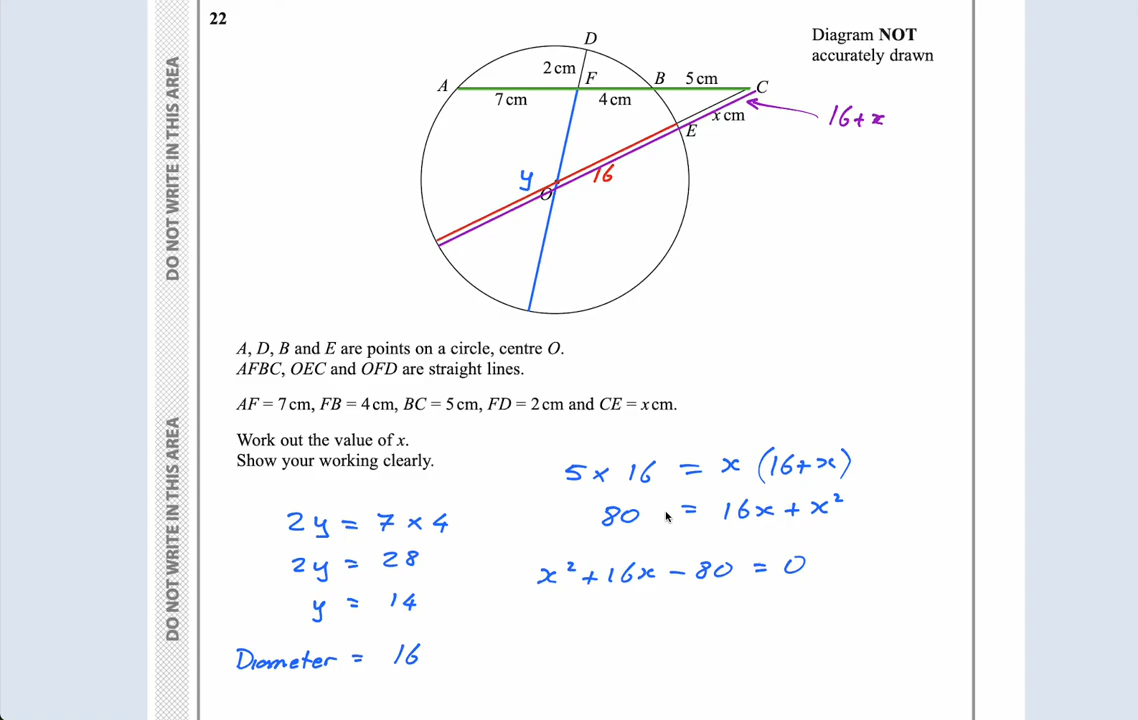 22
Diagram NOT
accurately drawn
D
2 cm
F
A
B
5 cm
C
7 cm
4 cm
x cm
16 + x
E
y
16
O
A, D, B and E are points on a circle, centre O.
AFBC, OEC and OFD are straight lines.
AF = 7 cm, FB = 4 cm, BC = 5 cm, FD = 2 cm and CE = x cm.
Work out the value of x.
Show your working clearly.
5 × 16 = x (16 + x)
80 = 16x + x²
x² + 16x − 80 = 0
2y = 7 × 4
2y = 28
y = 14
Diameter = 16
DO NOT WRITE IN THIS AREA
DO NOT WRITE IN THIS AREA